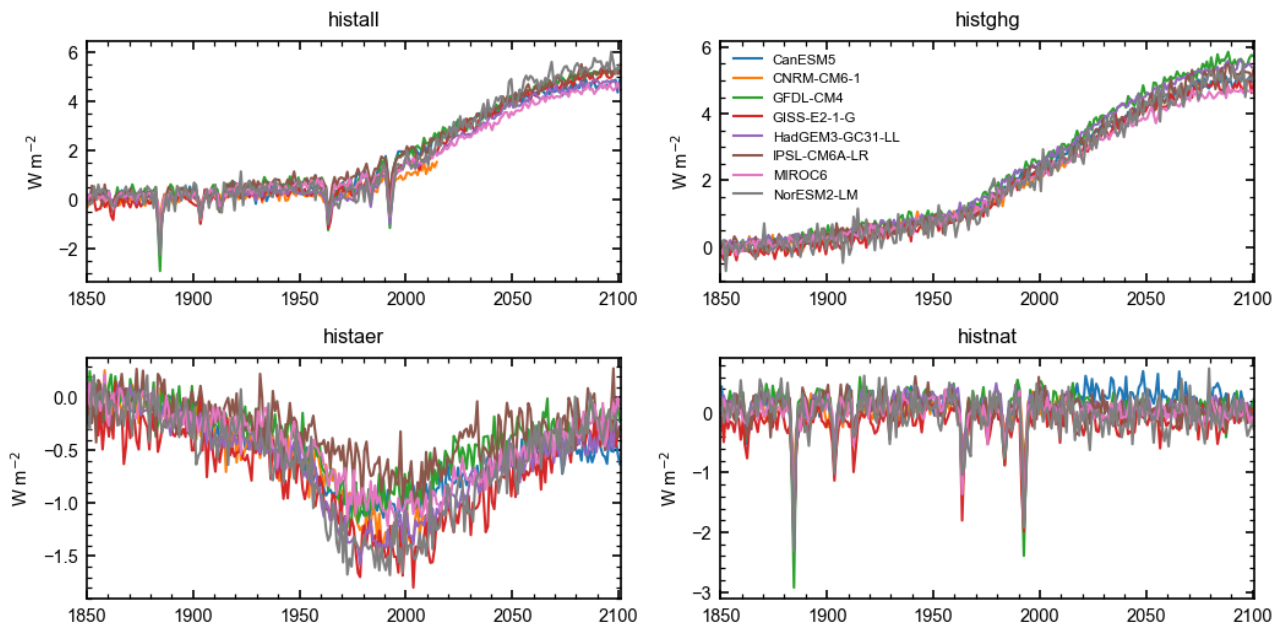 histall
W m−2
6
4
2
0
−2
1850 1900 1950 2000 2050 2100
histghg
W m−2
6
4
2
0
1850 1900 1950 2000 2050 2100
CanESM5
CNRM-CM6-1
GFDL-CM4
GISS-E2-1-G
HadGEM3-GC31-LL
IPSL-CM6A-LR
MIROC6
NorESM2-LM
histaer
W m−2
0.0
−0.5
−1.0
−1.5
1850 1900 1950 2000 2050 2100
histnat
W m−2
0
−1
−2
−3
1850 1900 1950 2000 2050 2100